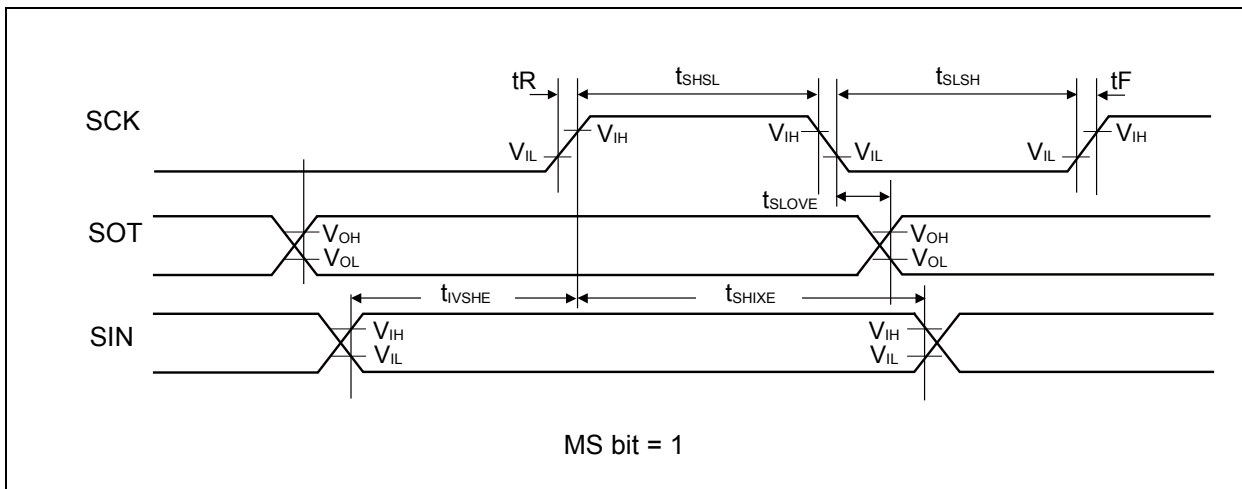 tR tSHSL tSLSH tF
SCK VIH VIH VIH
VIL VIL VIL
tSLOVE
SOT VOH VOH
VOL VOL
tIVSHE tSHIXE
SIN VIH VIH
VIL VIL
MS bit = 1